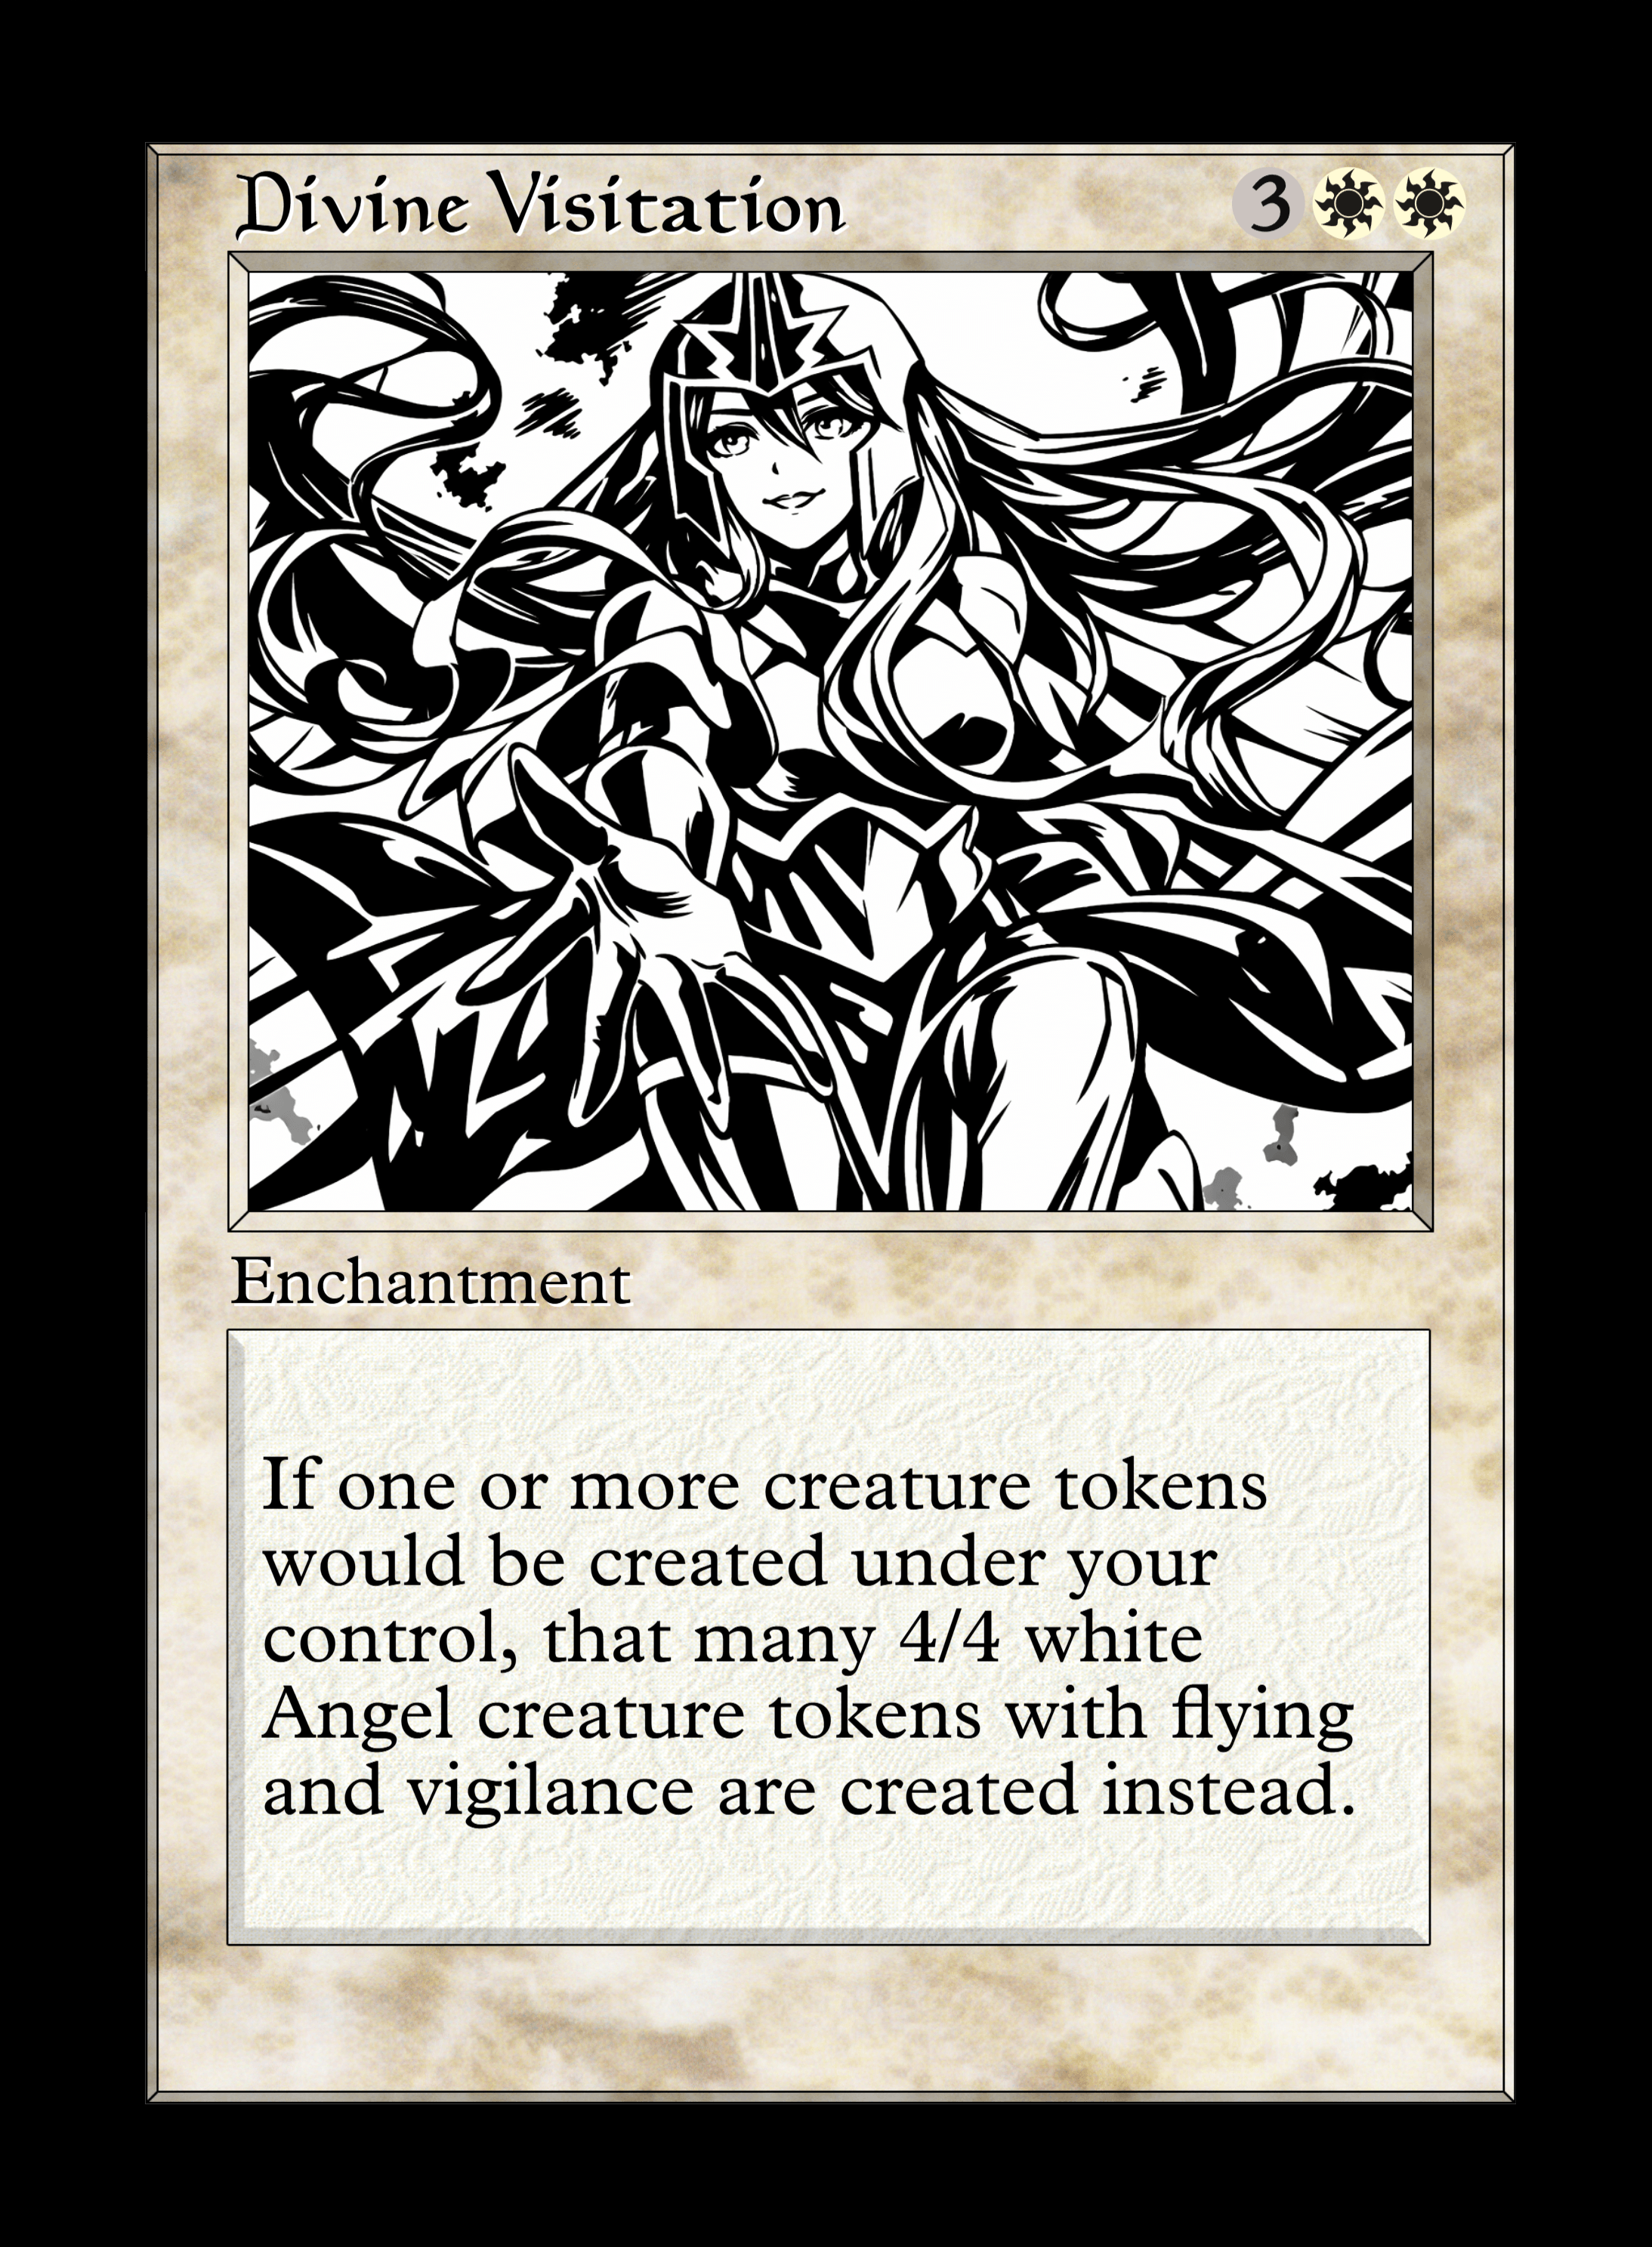 Divine Visitation 3
Enchantment
If one or more creature tokens
would be created under your
control, that many 4/4 white
Angel creature tokens with flying
and vigilance are created instead.